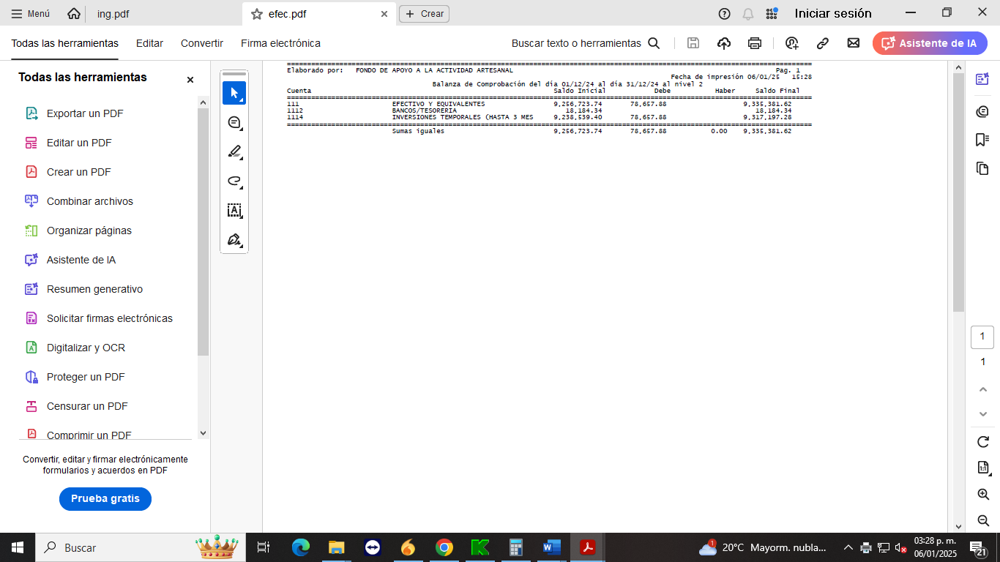 Menú
ing.pdf
efec.pdf
Crear
Iniciar sesión
Todas las herramientas
Editar
Convertir
Firma electrónica
Buscar texto o herramientas
Asistente de IA
Todas las herramientas
Exportar un PDF
Editar un PDF
Crear un PDF
Combinar archivos
Organizar páginas
Asistente de IA
Resumen generativo
Solicitar firmas electrónicas
Digitalizar y OCR
Proteger un PDF
Censurar un PDF
Comprimir un PDF
Convertir, editar y firmar electrónicamente
formularios y acuerdos en PDF
Prueba gratis
Elaborado por: FONDO DE APOYO A LA ACTIVIDAD ARTESANAL Pag. 1
Fecha de impresión 06/01/25 15:28
Balanza de Comprobación del día 01/12/24 al día 31/12/24 al nivel 2
Cuenta Saldo Inicial Debe Haber Saldo Final
111 EFECTIVO Y EQUIVALENTES 9,256,723.74 78,657.88 9,335,381.62
1112 BANCOS/TESORERIA 18,184.34 18,184.34
1114 INVERSIONES TEMPORALES (HASTA 3 MES 9,238,539.40 78,657.88 9,317,197.28
Sumas iguales 9,256,723.74 78,657.88 0.00 9,335,381.62
1
1
1:1
Buscar
20°C Mayorm. nubla...
03:28 p. m.
06/01/2025
21